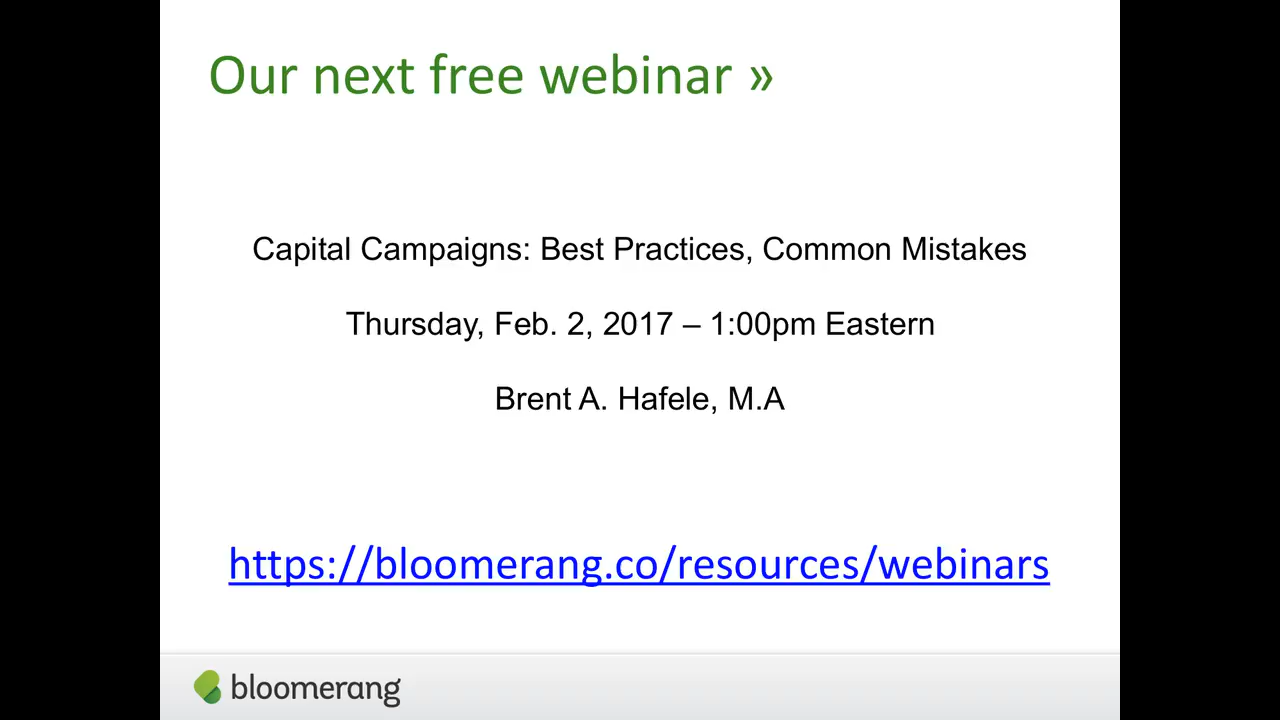 Our next free webinar »
Capital Campaigns: Best Practices, Common Mistakes
Thursday, Feb. 2, 2017 – 1:00pm Eastern
Brent A. Hafele, M.A
https://bloomerang.co/resources/webinars
bloomerang